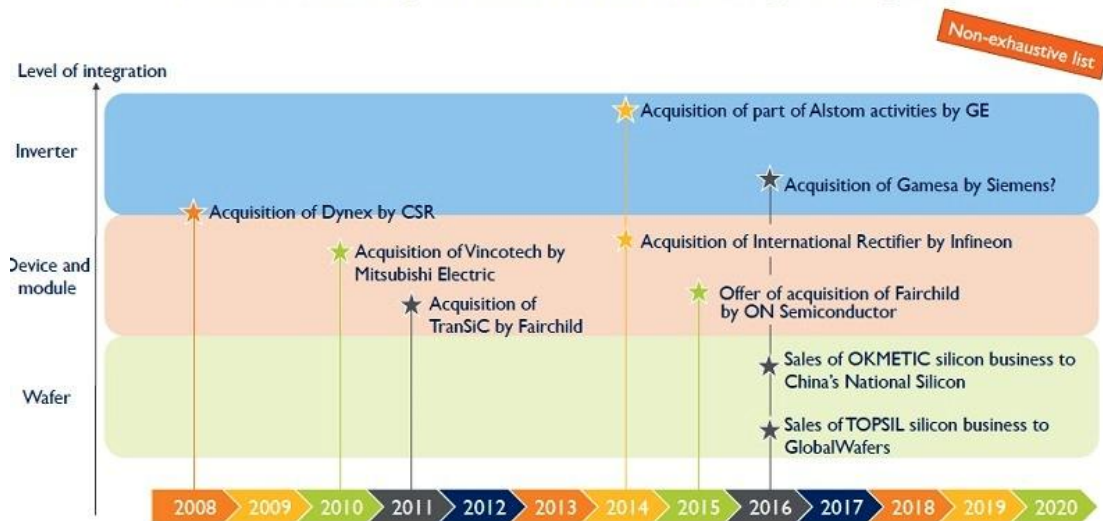 Non-exhaustive list
Level of integration
Inverter
Acquisition of part of Alstom activities by GE
Acquisition of Gamesa by Siemens?
Acquisition of Dynex by CSR
Device and
module
Acquisition of International Rectifier by Infineon
Acquisition of Vincotech by
Mitsubishi Electric
Offer of acquisition of Fairchild
by ON Semiconductor
Acquisition of
TranSiC by Fairchild
Wafer
Sales of OKMETIC silicon business to
China's National Silicon
Sales of TOPSIL silicon business to
GlobalWafers
2008 2009 2010 2011 2012 2013 2014 2015 2016 2017 2018 2019 2020